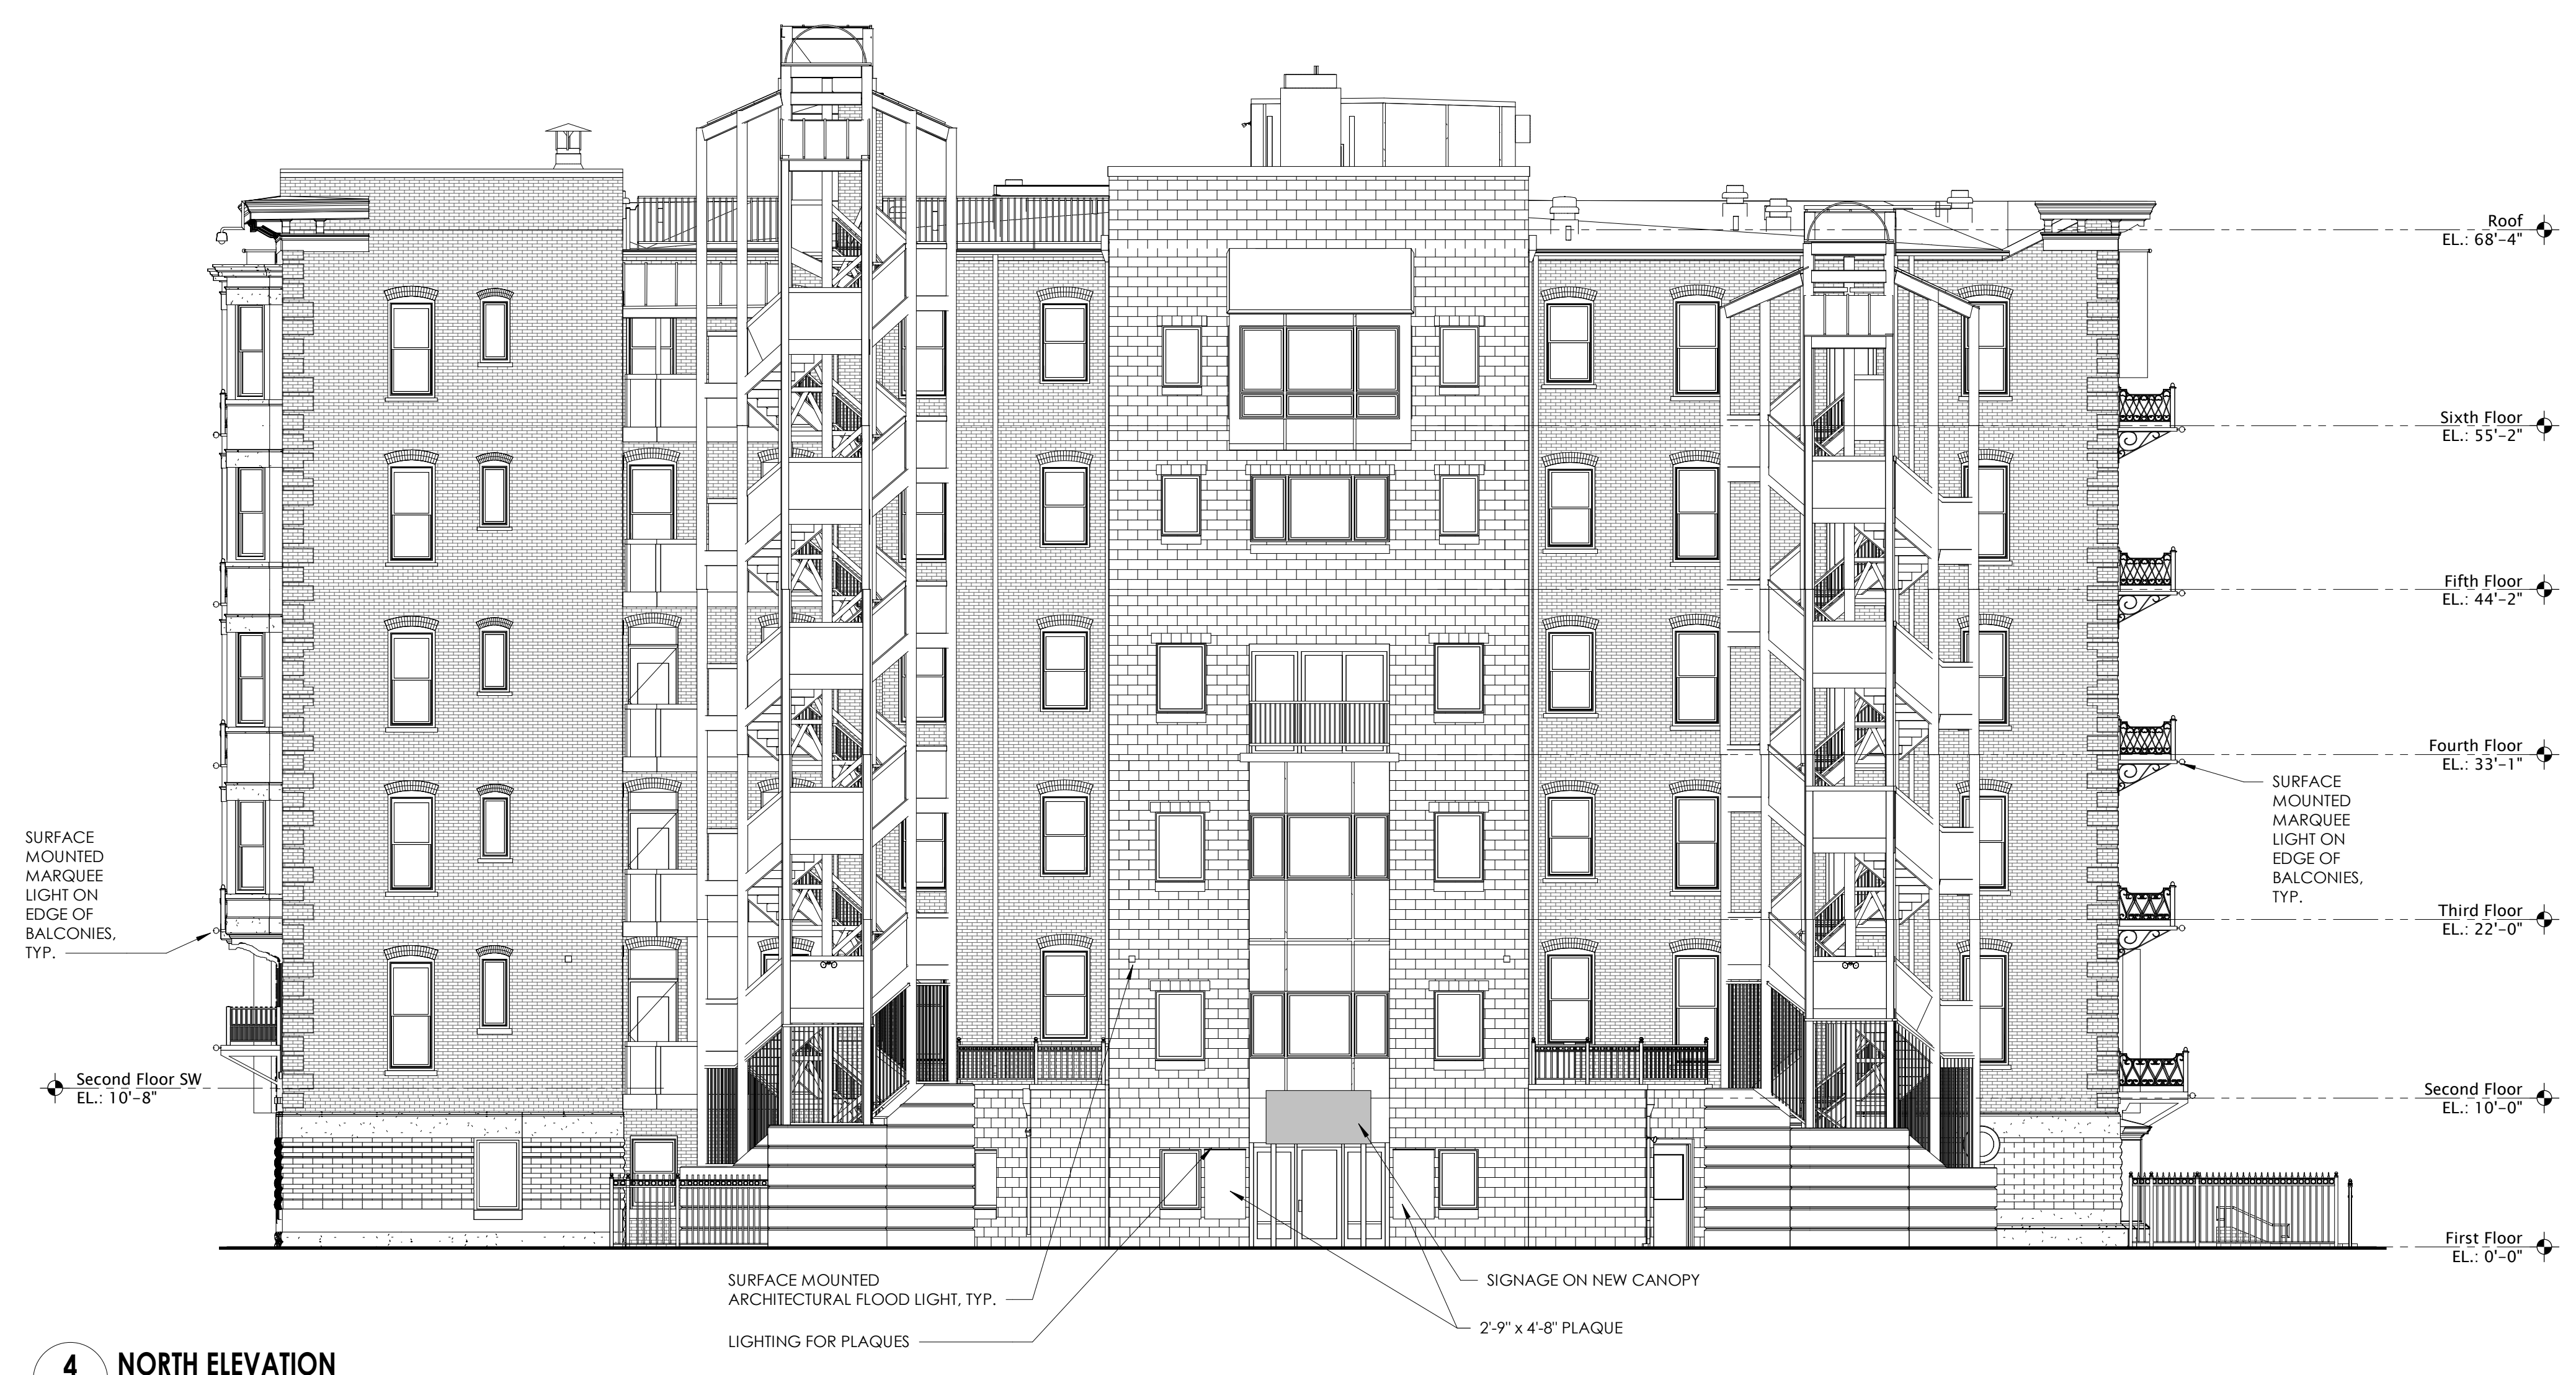 Roof
EL.: 68'-4"
Sixth Floor
EL.: 55'-2"
Fifth Floor
EL.: 44'-2"
Fourth Floor
EL.: 33'-1"
SURFACE
MOUNTED
MARQUEE
LIGHT ON
EDGE OF
BALCONIES,
TYP.
SURFACE
MOUNTED
MARQUEE
LIGHT ON
EDGE OF
BALCONIES,
TYP.
Third Floor
EL.: 22'-0"
Second Floor SW
EL.: 10'-8"
Second Floor
EL.: 10'-0"
First Floor
EL.: 0'-0"
SURFACE MOUNTED
ARCHITECTURAL FLOOD LIGHT, TYP.
SIGNAGE ON NEW CANOPY
LIGHTING FOR PLAQUES
2'-9" x 4'-8" PLAQUE
4
NORTH ELEVATION